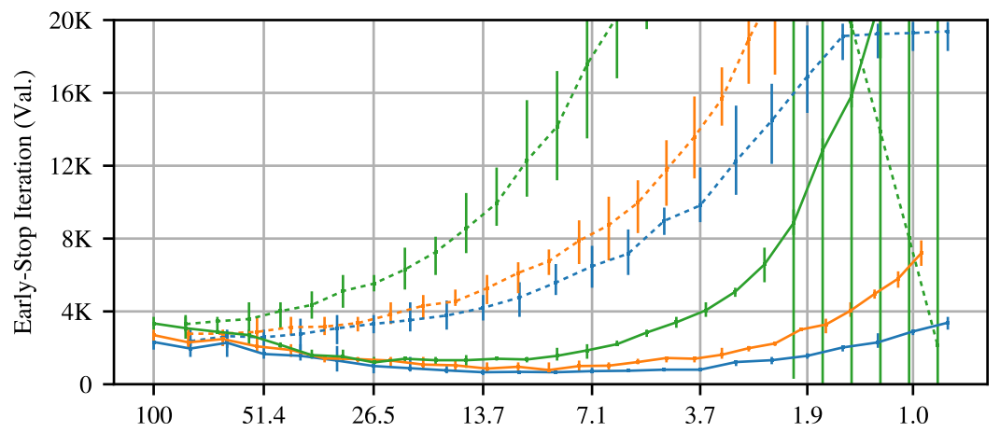 Early-Stop Iteration (Val.)
20K
16K
12K
8K
4K
0
100 51.4 26.5 13.7 7.1 3.7 1.9 1.0